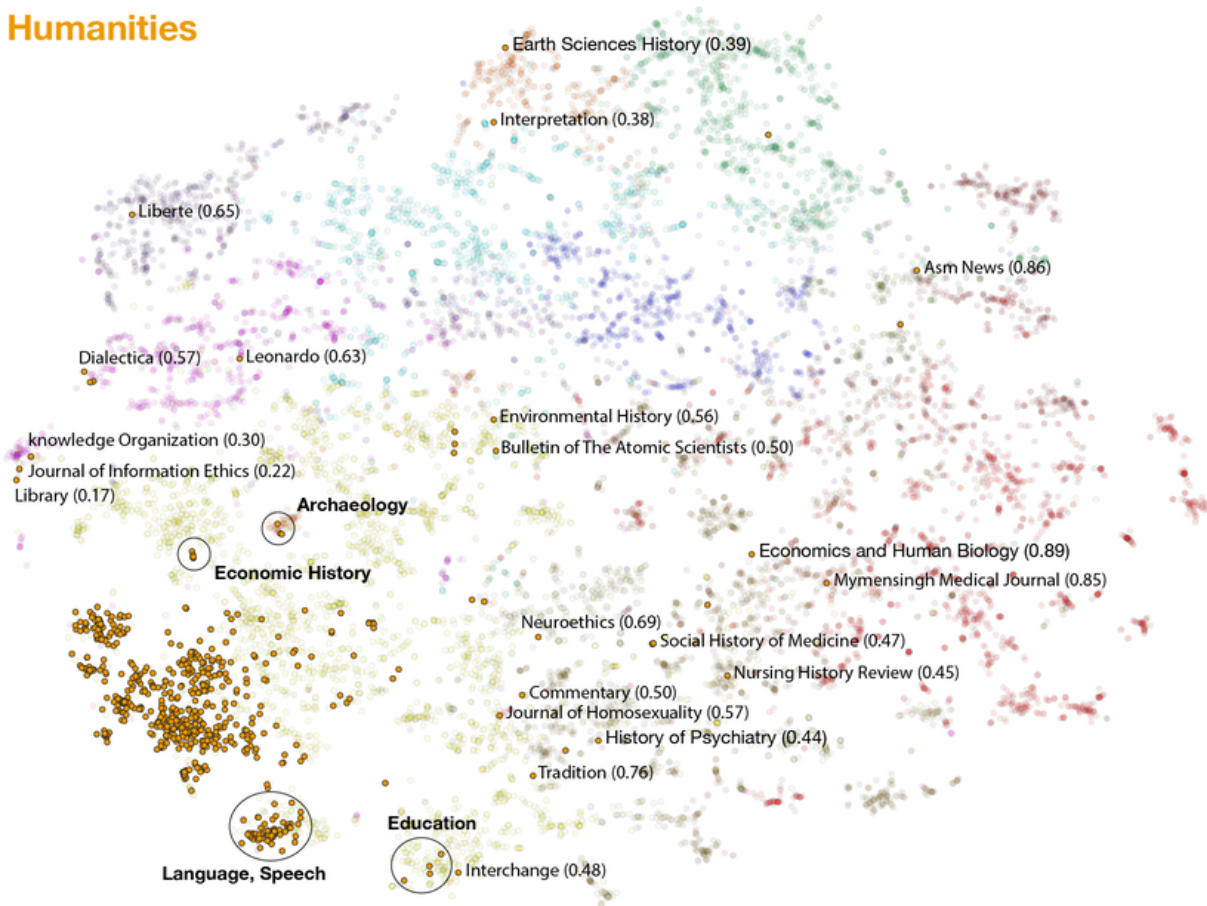 Humanities
Earth Sciences History (0.39)
Interpretation (0.38)
Liberte (0.65)
Asm News (0.86)
Dialectica (0.57)
Leonardo (0.63)
Environmental History (0.56)
knowledge Organization (0.30)
Bulletin of The Atomic Scientists (0.50)
Journal of Information Ethics (0.22)
Library (0.17)
Archaeology
Economics and Human Biology (0.89)
Economic History
Mymensingh Medical Journal (0.85)
Neuroethics (0.69)
Social History of Medicine (0.47)
Nursing History Review (0.45)
Commentary (0.50)
Journal of Homosexuality (0.57)
History of Psychiatry (0.44)
Tradition (0.76)
Education
Language, Speech
Interchange (0.48)